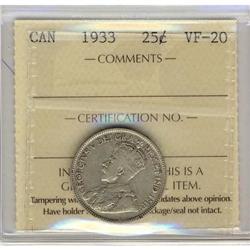 CAN 1933 25¢ VF-20
COMMENTS
CERTIFICATION NO.
IN THIS IS A
G ITEM.
Tampering w dates above opinion.
Have holder ckage/seal not intact.